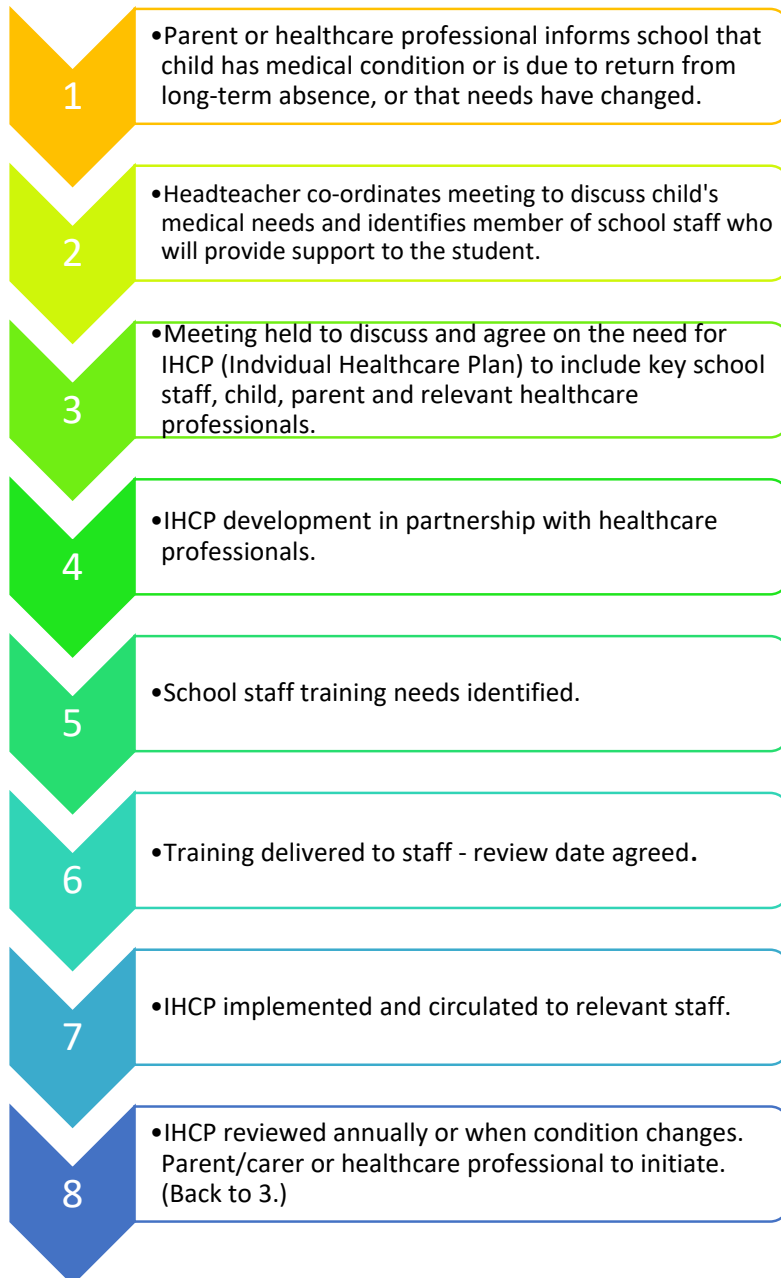 1
•Parent or healthcare professional informs school that
child has medical condition or is due to return from
long-term absence, or that needs have changed.
2
•Headteacher co-ordinates meeting to discuss child's
medical needs and identifies member of school staff who
will provide support to the student.
3
•Meeting held to discuss and agree on the need for
IHCP (Indvidual Healthcare Plan) to include key school
staff, child, parent and relevant healthcare
professionals.
4
•IHCP development in partnership with healthcare
professionals.
5
•School staff training needs identified.
6
•Training delivered to staff - review date agreed.
7
•IHCP implemented and circulated to relevant staff.
8
•IHCP reviewed annually or when condition changes.
Parent/carer or healthcare professional to initiate.
(Back to 3.)